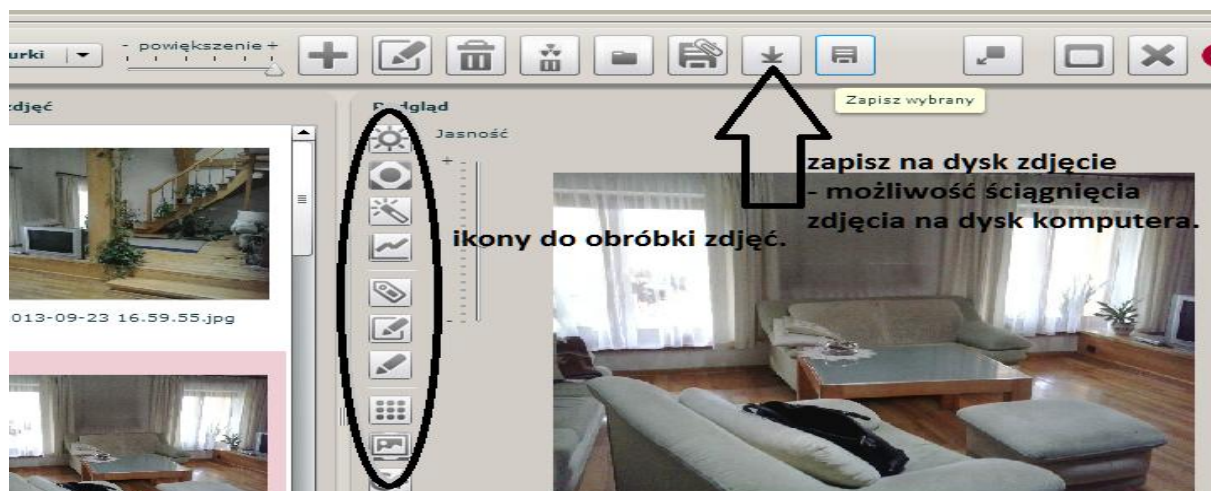 urki
- powiększenie +
Zapisz wybrany
zdjęć
Jasność
+
-
zapisz na dysk zdjęcie
- możliwość ściągnięcia
zdjęcia na dysk komputera.
ikony do obróbki zdjęć.
013-09-23 16.59.55.jpg